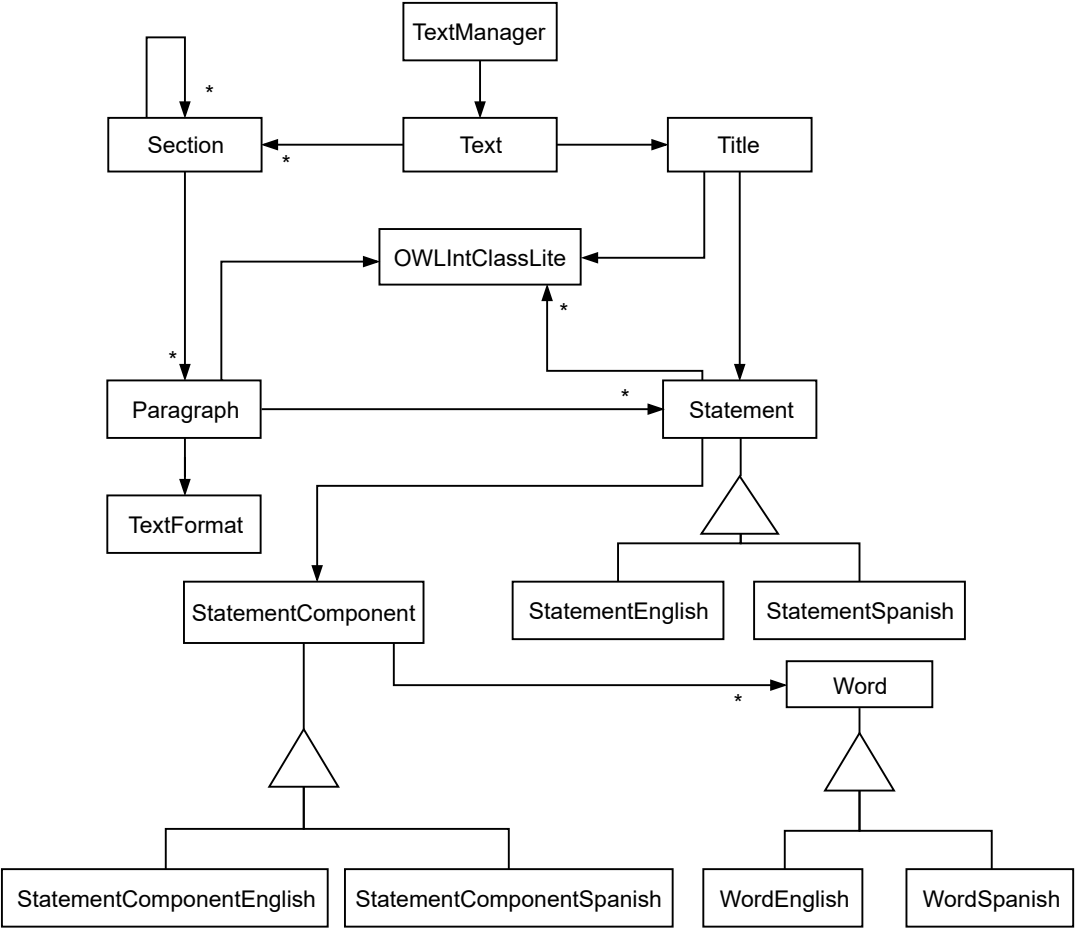 TextManager
*
Section
*
Text
Title
OWLIntClassLite
*
*
Paragraph
*
Statement
TextFormat
StatementComponent
StatementEnglish
StatementSpanish
Word
*
StatementComponentEnglish
StatementComponentSpanish
WordEnglish
WordSpanish